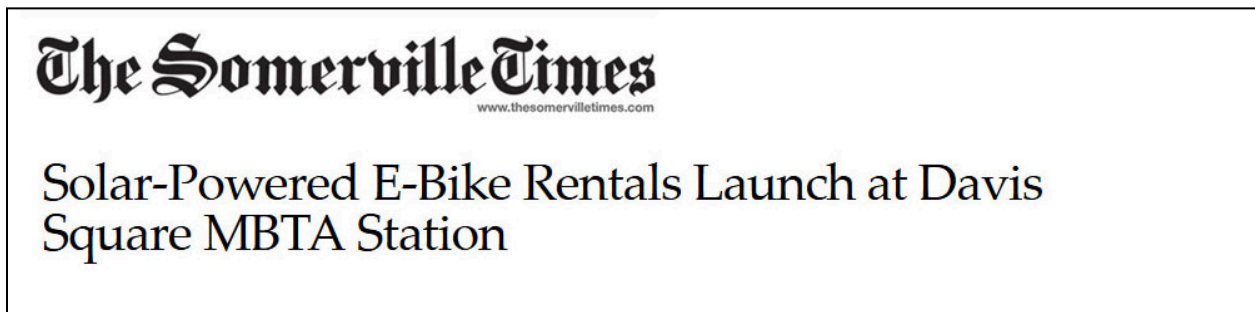 The Somerville Times
www.thesomervilletimes.com
Solar-Powered E-Bike Rentals Launch at Davis
Square MBTA Station